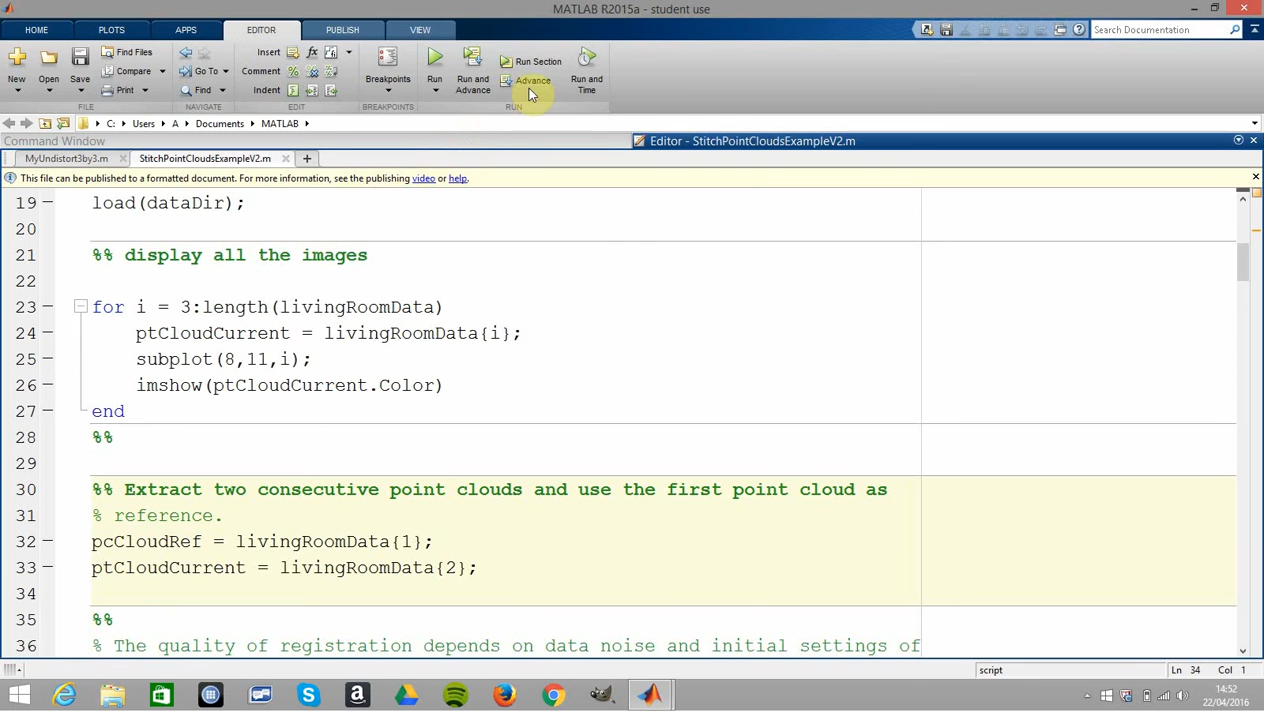 MATLAB R2015a - student use
HOME PLOTS APPS EDITOR PUBLISH VIEW Search Documentation
New Open Save Find Files Compare Print Go To Find Insert Comment Indent fx Breakpoints Run Run and Advance Run Section Advance Run and Time
FILE NAVIGATE EDIT BREAKPOINTS RUN
C: Users A Documents MATLAB
Command Window Editor - StitchPointCloudsExampleV2.m
MyUndistort3by3.m StitchPointCloudsExampleV2.m
This file can be published to a formatted document. For more information, see the publishing video or help.
19 load(dataDir);
20
21 %% display all the images
22
23 for i = 3:length(livingRoomData)
24 ptCloudCurrent = livingRoomData{i};
25 subplot(8,11,i);
26 imshow(ptCloudCurrent.Color)
27 end
28 %%
29
30 %% Extract two consecutive point clouds and use the first point cloud as
31 % reference.
32 pcCloudRef = livingRoomData{1};
33 ptCloudCurrent = livingRoomData{2};
34
35 %%
36 % The quality of registration depends on data noise and initial settings of
script Ln 34 Col 1
14:52
22/04/2016